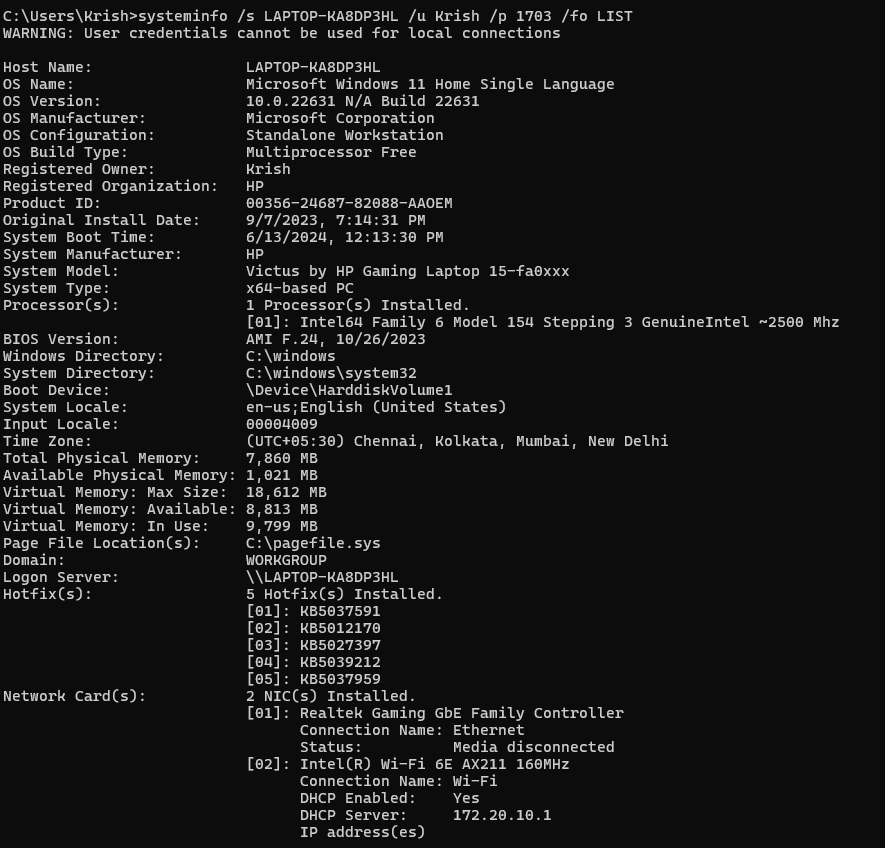 C:\Users\Krish>systeminfo /s LAPTOP-KA8DP3HL /u Krish /p 1703 /fo LIST
WARNING: User credentials cannot be used for local connections
Host Name: LAPTOP-KA8DP3HL
OS Name: Microsoft Windows 11 Home Single Language
OS Version: 10.0.22631 N/A Build 22631
OS Manufacturer: Microsoft Corporation
OS Configuration: Standalone Workstation
OS Build Type: Multiprocessor Free
Registered Owner: Krish
Registered Organization: HP
Product ID: 00356-24687-82088-AAOEM
Original Install Date: 9/7/2023, 7:14:31 PM
System Boot Time: 6/13/2024, 12:13:30 PM
System Manufacturer: HP
System Model: Victus by HP Gaming Laptop 15-fa0xxx
System Type: x64-based PC
Processor(s): 1 Processor(s) Installed.
[01]: Intel64 Family 6 Model 154 Stepping 3 GenuineIntel ~2500 Mhz
BIOS Version: AMI F.24, 10/26/2023
Windows Directory: C:\windows
System Directory: C:\windows\system32
Boot Device: \Device\HarddiskVolume1
System Locale: en-us;English (United States)
Input Locale: 00004009
Time Zone: (UTC+05:30) Chennai, Kolkata, Mumbai, New Delhi
Total Physical Memory: 7,860 MB
Available Physical Memory: 1,021 MB
Virtual Memory: Max Size: 18,612 MB
Virtual Memory: Available: 8,813 MB
Virtual Memory: In Use: 9,799 MB
Page File Location(s): C:\pagefile.sys
Domain: WORKGROUP
Logon Server: \\LAPTOP-KA8DP3HL
Hotfix(s): 5 Hotfix(s) Installed.
[01]: KB5037591
[02]: KB5012170
[03]: KB5027397
[04]: KB5039212
[05]: KB5037959
Network Card(s): 2 NIC(s) Installed.
[01]: Realtek Gaming GbE Family Controller
Connection Name: Ethernet
Status: Media disconnected
[02]: Intel(R) Wi-Fi 6E AX211 160MHz
Connection Name: Wi-Fi
DHCP Enabled: Yes
DHCP Server: 172.20.10.1
IP address(es)